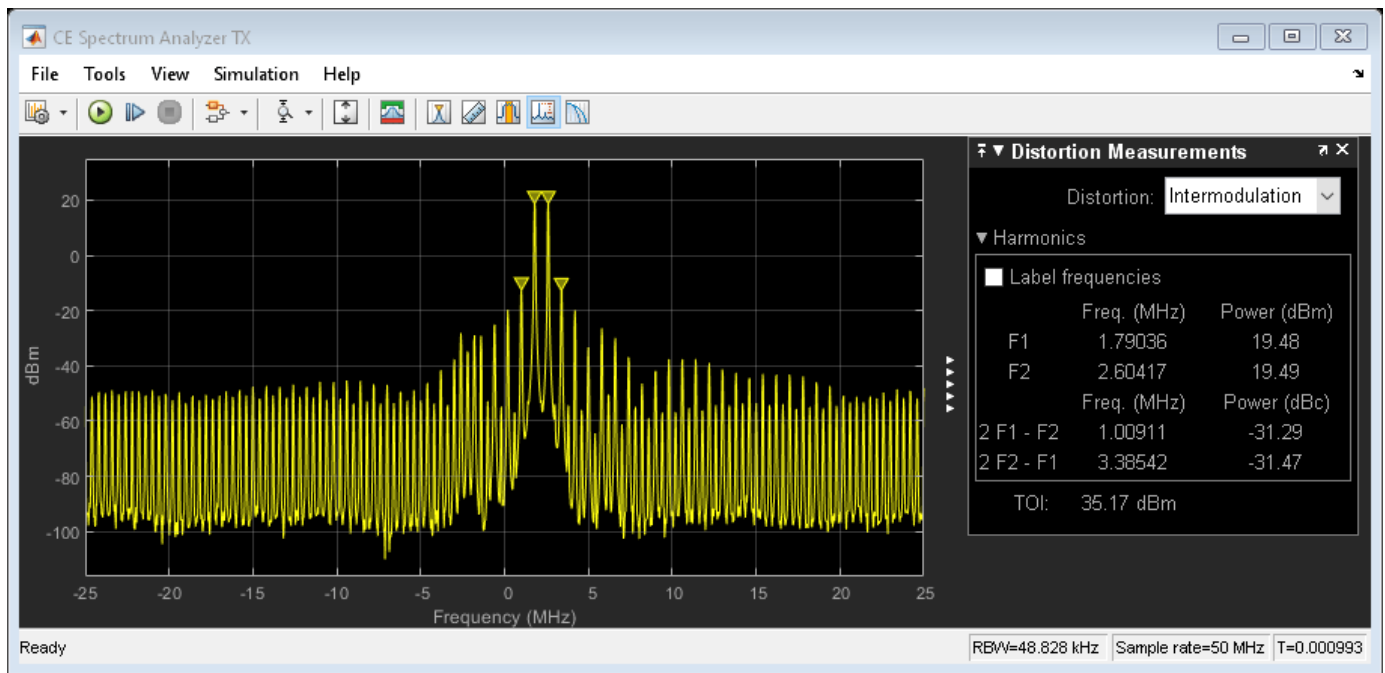 CE Spectrum Analyzer TX
File Tools View Simulation Help
Distortion Measurements
Distortion: Intermodulation
Harmonics
Label frequencies
Freq. (MHz) Power (dBm)
F1 1.79036 19.48
F2 2.60417 19.49
Freq. (MHz) Power (dBc)
2 F1 - F2 1.00911 -31.29
2 F2 - F1 3.38542 -31.47
TOI: 35.17 dBm
20
0
-20
-40
-60
-80
-100
dBm
-25 -20 -15 -10 -5 0 5 10 15 20 25
Frequency (MHz)
Ready RBW=48.828 kHz Sample rate=50 MHz T=0.000993